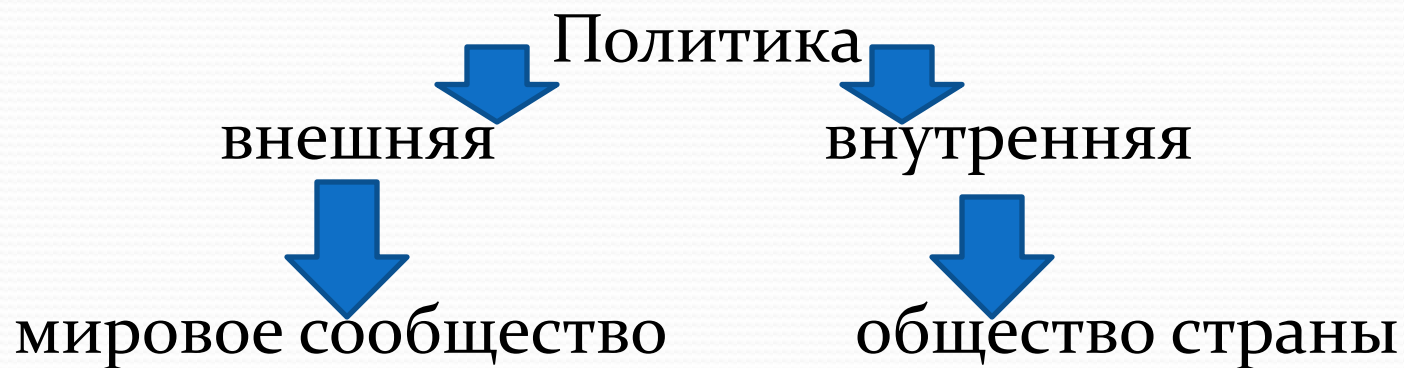 Политика
внешняя внутренняя
мировое сообщество общество страны